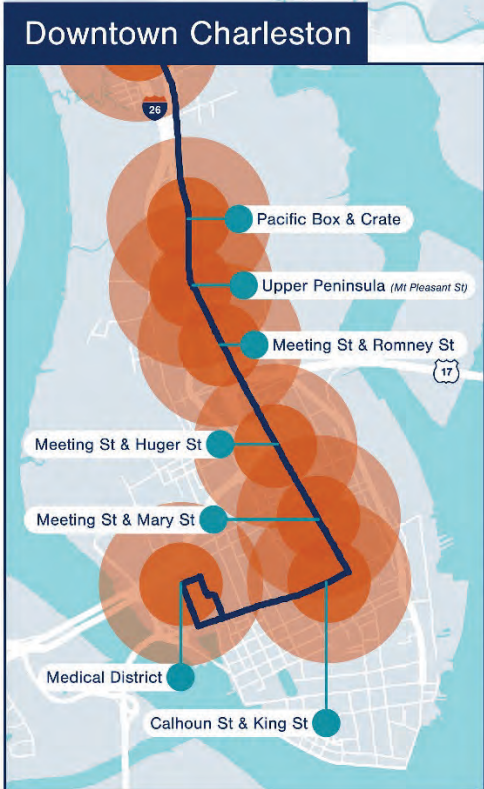 Downtown Charleston
26
Pacific Box & Crate
Upper Peninsula (Mt Pleasant St)
Meeting St & Romney St
17
Meeting St & Huger St
Meeting St & Mary St
Medical District
Calhoun St & King St